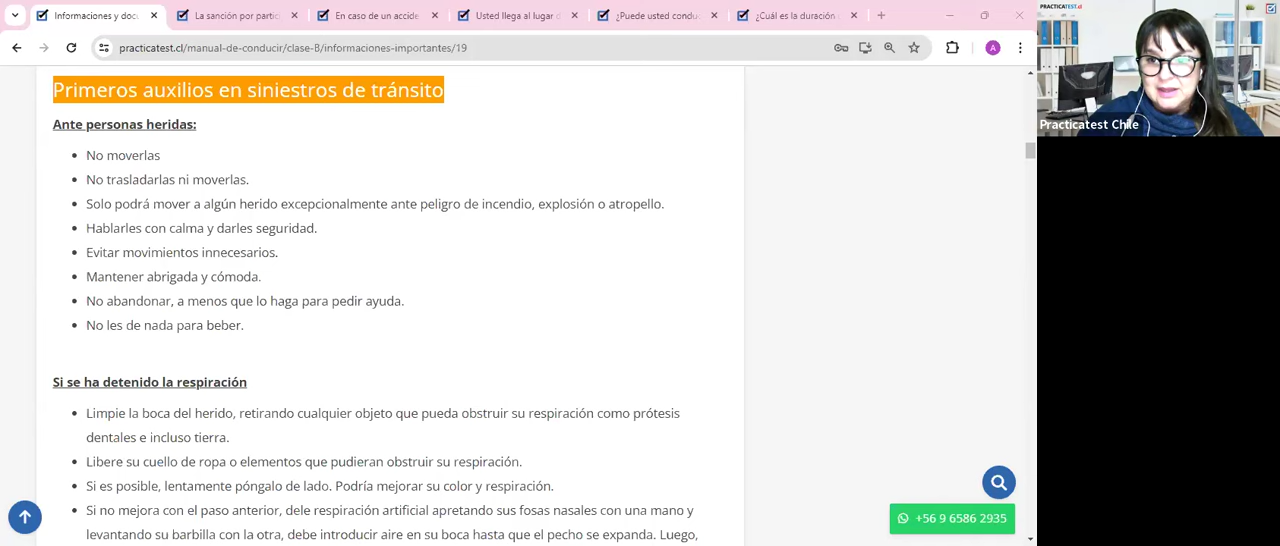 Informaciones y docu
La sanción por partici
En caso de un accide
Usted llega al lugar d
¿Puede usted condu
¿Cuál es la duración
practicatest.cl/manual-de-conducir/clase-B/informaciones-importantes/19
A
PRACTICATEST.cl
Practicatest Chile
Primeros auxilios en siniestros de tránsito
Ante personas heridas:
No moverlas
No trasladarlas ni moverlas.
Solo podrá mover a algún herido excepcionalmente ante peligro de incendio, explosión o atropello.
Hablarles con calma y darles seguridad.
Evitar movimientos innecesarios.
Mantener abrigada y cómoda.
No abandonar, a menos que lo haga para pedir ayuda.
No les de nada para beber.
Si se ha detenido la respiración
Limpie la boca del herido, retirando cualquier objeto que pueda obstruir su respiración como prótesis
dentales e incluso tierra.
Libere su cuello de ropa o elementos que pudieran obstruir su respiración.
Si es posible, lentamente póngalo de lado. Podría mejorar su color y respiración.
Si no mejora con el paso anterior, dele respiración artificial apretando sus fosas nasales con una mano y
levantando su barbilla con la otra, debe introducir aire en su boca hasta que el pecho se expanda. Luego,
+56 9 6586 2935